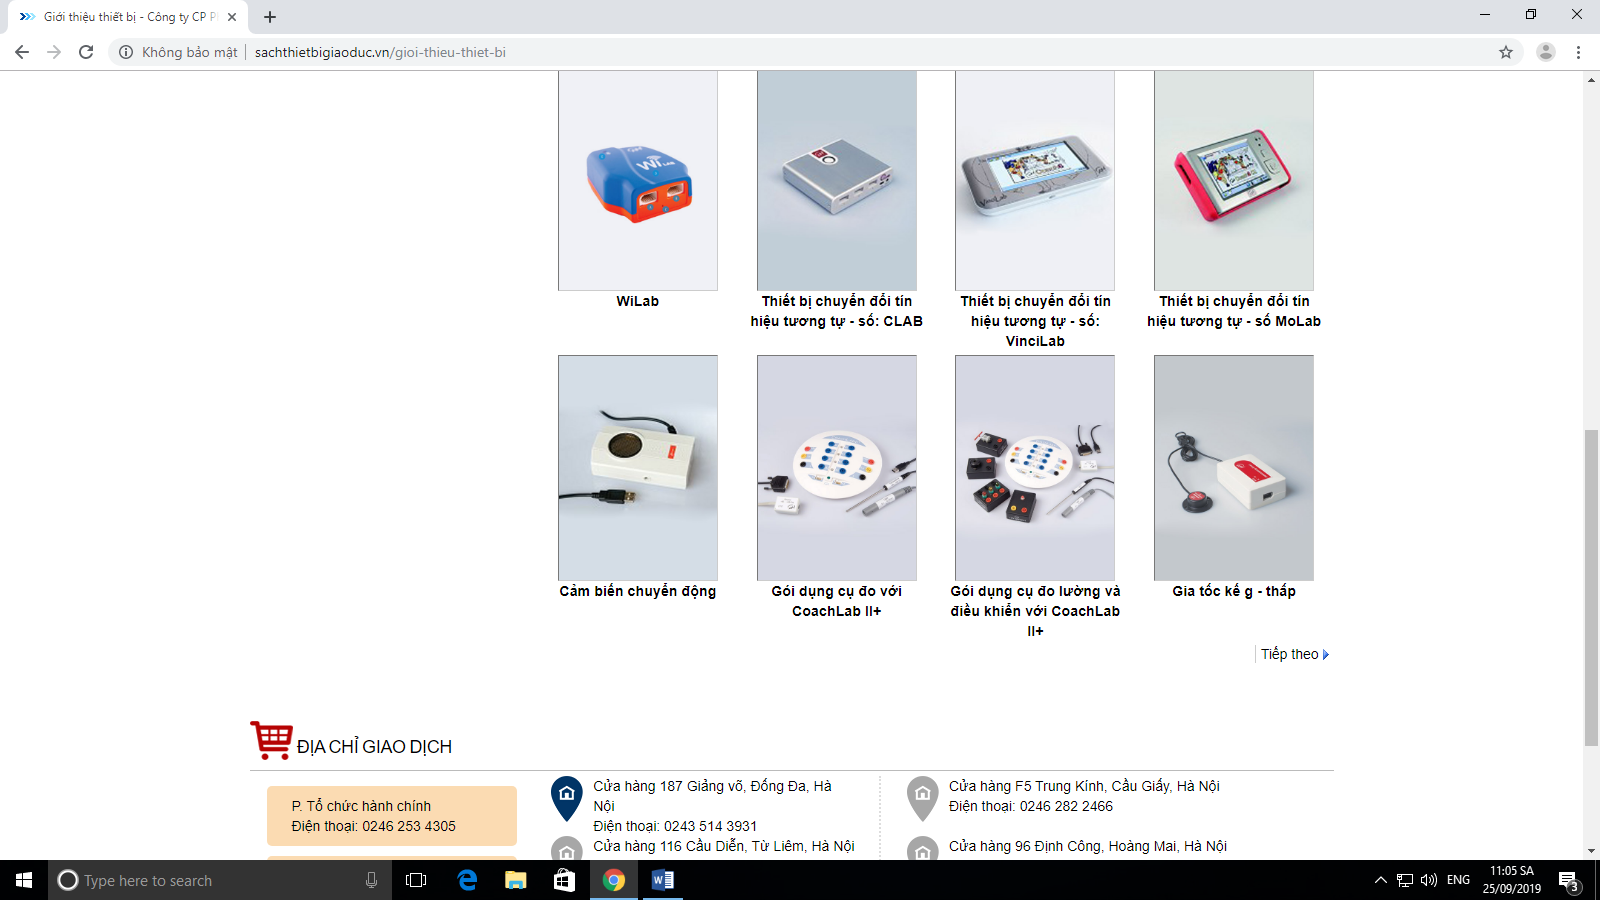 Giới thiệu thiết bị - Công ty CP P
Không bảo mật
sachthietbigiaoduc.vn/gioi-thieu-thiet-bi
Wi LAB
VinciLab
WiLab
Thiết bị chuyển đổi tín
hiệu tương tự - số: CLAB
Thiết bị chuyển đổi tín
hiệu tương tự - số:
VinciLab
Thiết bị chuyển đổi tín
hiệu tương tự - số MoLab
Cảm biến chuyển động
Gói dụng cụ đo với
CoachLab II+
Gói dụng cụ đo lường và
điều khiển với CoachLab
II+
Gia tốc kế g - thấp
Tiếp theo
ĐỊA CHỈ GIAO DỊCH
P. Tổ chức hành chính
Điện thoại: 0246 253 4305
Cửa hàng 187 Giảng võ, Đống Đa, Hà
Nội
Điện thoại: 0243 514 3931
Cửa hàng 116 Cầu Diễn, Từ Liêm, Hà Nội
Cửa hàng F5 Trung Kính, Cầu Giấy, Hà Nội
Điện thoại: 0246 282 2466
Cửa hàng 96 Định Công, Hoàng Mai, Hà Nội
Type here to search
ENG
11:05 SA
25/09/2019
3